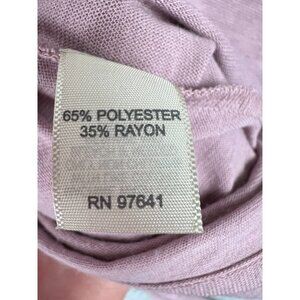 65% POLYESTER
35% RAYON
RN 97641